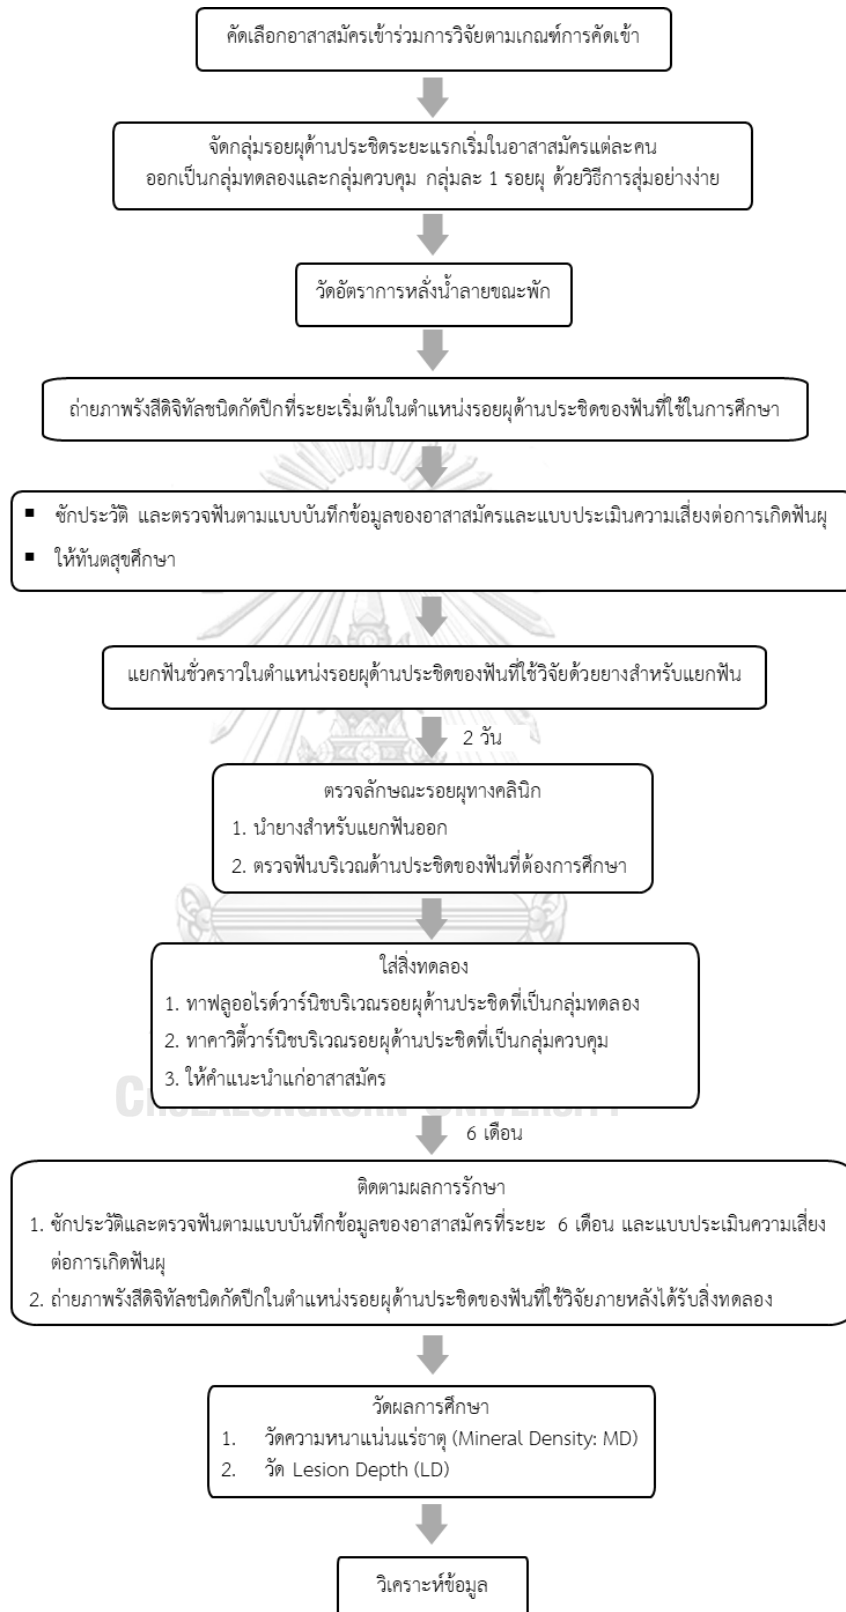 คัดเลือกอาสาสมัครเข้าร่วมการวิจัยตามเกณฑ์การคัดเข้า
จัดกลุ่มรอยผุด้านประชิดระยะแรกเริ่มในอาสาสมัครแต่ละคน
ออกเป็นกลุ่มทดลองและกลุ่มควบคุม กลุ่มละ 1 รอยผุ ด้วยวิธีการสุ่มอย่างง่าย
วัดอัตราการหลั่งน้ำลายขณะพัก
ถ่ายภาพรังสีดิจิทัลชนิดกัดปีกที่ระยะเริ่มต้นในตำแหน่งรอยผุด้านประชิดของฟันที่ใช้ในการศึกษา
▪ ซักประวัติ และตรวจฟันตามแบบบันทึกข้อมูลของอาสาสมัครและแบบประเมินความเสี่ยงต่อการเกิดฟันผุ
▪ ให้ทันตสุขศึกษา
แยกฟันชั่วคราวในตำแหน่งรอยผุด้านประชิดของฟันที่ใช้วิจัยด้วยยางสำหรับแยกฟัน
2 วัน
ตรวจลักษณะรอยผุทางคลินิก
1. นำยางสำหรับแยกฟันออก
2. ตรวจฟันบริเวณด้านประชิดของฟันที่ต้องการศึกษา
ใส่สิ่งทดลอง
1. ทาฟลูออไรด์วาร์นิชบริเวณรอยผุด้านประชิดที่เป็นกลุ่มทดลอง
2. ทาคาวิตี้วาร์นิชบริเวณรอยผุด้านประชิดที่เป็นกลุ่มควบคุม
3. ให้คำแนะนำแก่อาสาสมัคร
CHULALONGKORN UNIVERSITY
6 เดือน
ติดตามผลการรักษา
1. ซักประวัติและตรวจฟันตามแบบบันทึกข้อมูลของอาสาสมัครที่ระยะ 6 เดือน และแบบประเมินความเสี่ยง
ต่อการเกิดฟันผุ
2. ถ่ายภาพรังสีดิจิทัลชนิดกัดปีกในตำแหน่งรอยผุด้านประชิดของฟันที่ใช้วิจัยภายหลังได้รับสิ่งทดลอง
วัดผลการศึกษา
1. วัดความหนาแน่นแร่ธาตุ (Mineral Density: MD)
2. วัด Lesion Depth (LD)
วิเคราะห์ข้อมูล